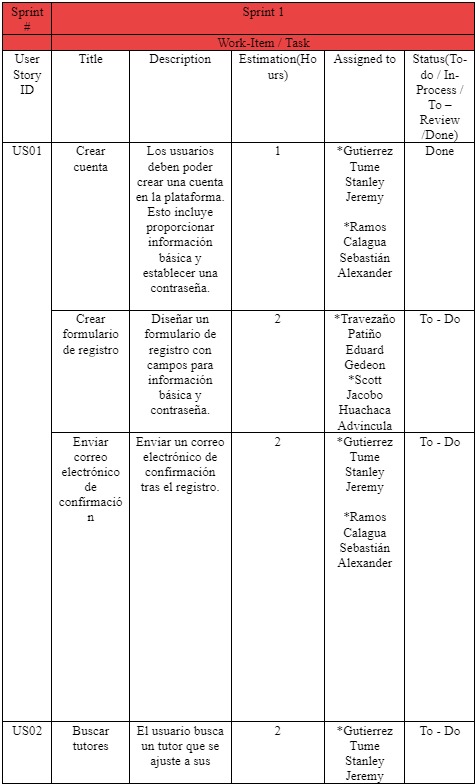 Sprint
#
Sprint 1
Work-Item / Task
User
Story
ID
Title
Description
Estimation(Ho
urs)
Assigned to
Status(To-
do / In-
Process /
To –
Review
/Done)
US01
Crear
cuenta
Los usuarios
deben poder
crear una cuenta
en la plataforma.
Esto incluye
proporcionar
información
básica y
establecer una
contraseña.
1
*Gutierrez
Tume
Stanley
Jeremy
*Ramos
Calagua
Sebastián
Alexander
Done
Crear
formulario
de registro
Diseñar un
formulario de
registro con
campos para
información
básica y
contraseña.
2
*Travezaño
Patiño
Eduard
Gedeon
*Scott
Jacobo
Huachaca
Advincula
To - Do
Enviar
correo
electrónico
de
confirmació
n
Enviar un correo
electrónico de
confirmación
tras el registro.
2
*Gutierrez
Tume
Stanley
Jeremy
*Ramos
Calagua
Sebastián
Alexander
To - Do
US02
Buscar
tutores
El usuario busca
un tutor que se
ajuste a sus
2
*Gutierrez
Tume
Stanley
Jeremy
To - Do